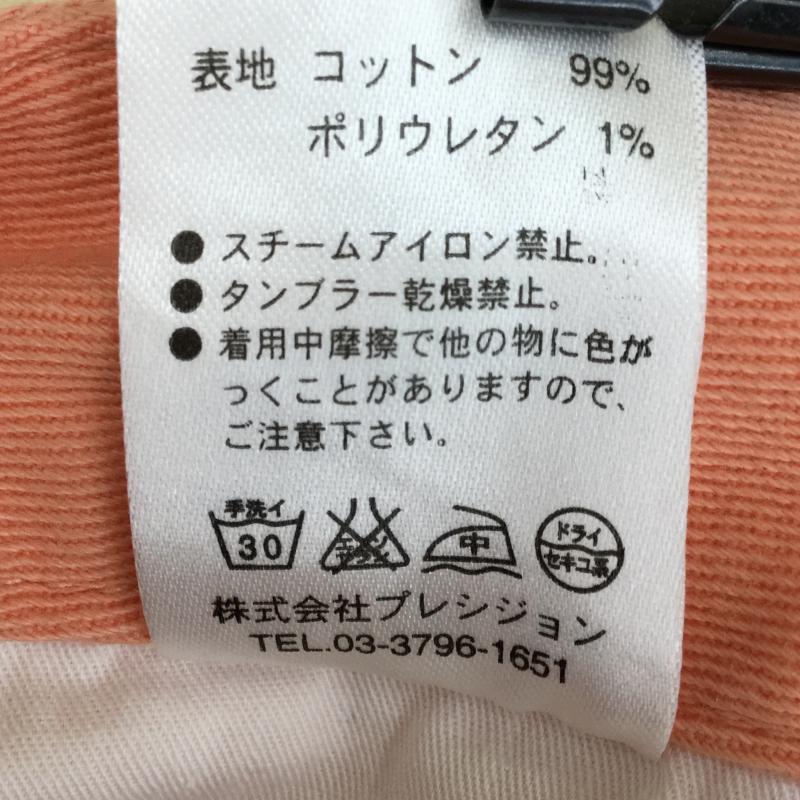 表地 コットン 99%
ポリウレタン 1%
● スチームアイロン禁止。
● タンブラー乾燥禁止。
● 着用中摩擦で他の物に色が
っくことがありますので、
ご注意下さい。
手洗イ
30
中
ドライ
セキユ系
株式会社プレシジョン
TEL.03-3796-1651